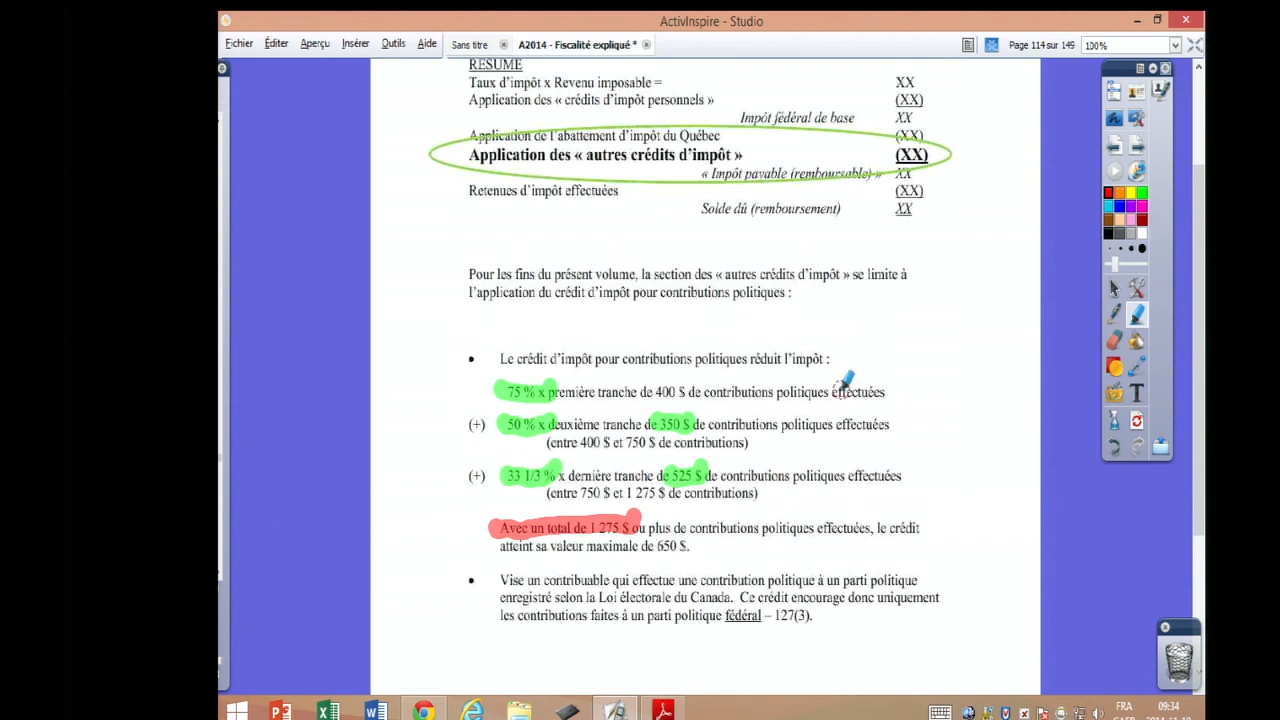 ActivInspire - Studio
Fichier Éditer Aperçu Insérer Outils Aide Sans titre A2014 - Fiscalité expliqué * Page 114 sur 149 100%
RÉSUMÉ
Taux d'impôt x Revenu imposable = XX
Application des « crédits d'impôt personnels » (XX)
Impôt fédéral de base XX
Application de l'abattement d'impôt du Québec (XX)
Application des « autres crédits d'impôt » (XX)
« Impôt payable (remboursable) » XX
Retenues d'impôt effectuées (XX)
Solde dû (remboursement) XX
Pour les fins du présent volume, la section des « autres crédits d'impôt » se limite à
l'application du crédit d'impôt pour contributions politiques :
• Le crédit d'impôt pour contributions politiques réduit l'impôt :
75 % x première tranche de 400 $ de contributions politiques effectuées
(+) 50 % x deuxième tranche de 350 $ de contributions politiques effectuées
(entre 400 $ et 750 $ de contributions)
(+) 33 1/3 % x dernière tranche de 525 $ de contributions politiques effectuées
(entre 750 $ et 1 275 $ de contributions)
Avec un total de 1 275 $ ou plus de contributions politiques effectuées, le crédit
atteint sa valeur maximale de 650 $.
• Vise un contribuable qui effectue une contribution politique à un parti politique
enregistré selon la Loi électorale du Canada. Ce crédit encourage donc uniquement
les contributions faites à un parti politique fédéral – 127(3).
FRA 09:34